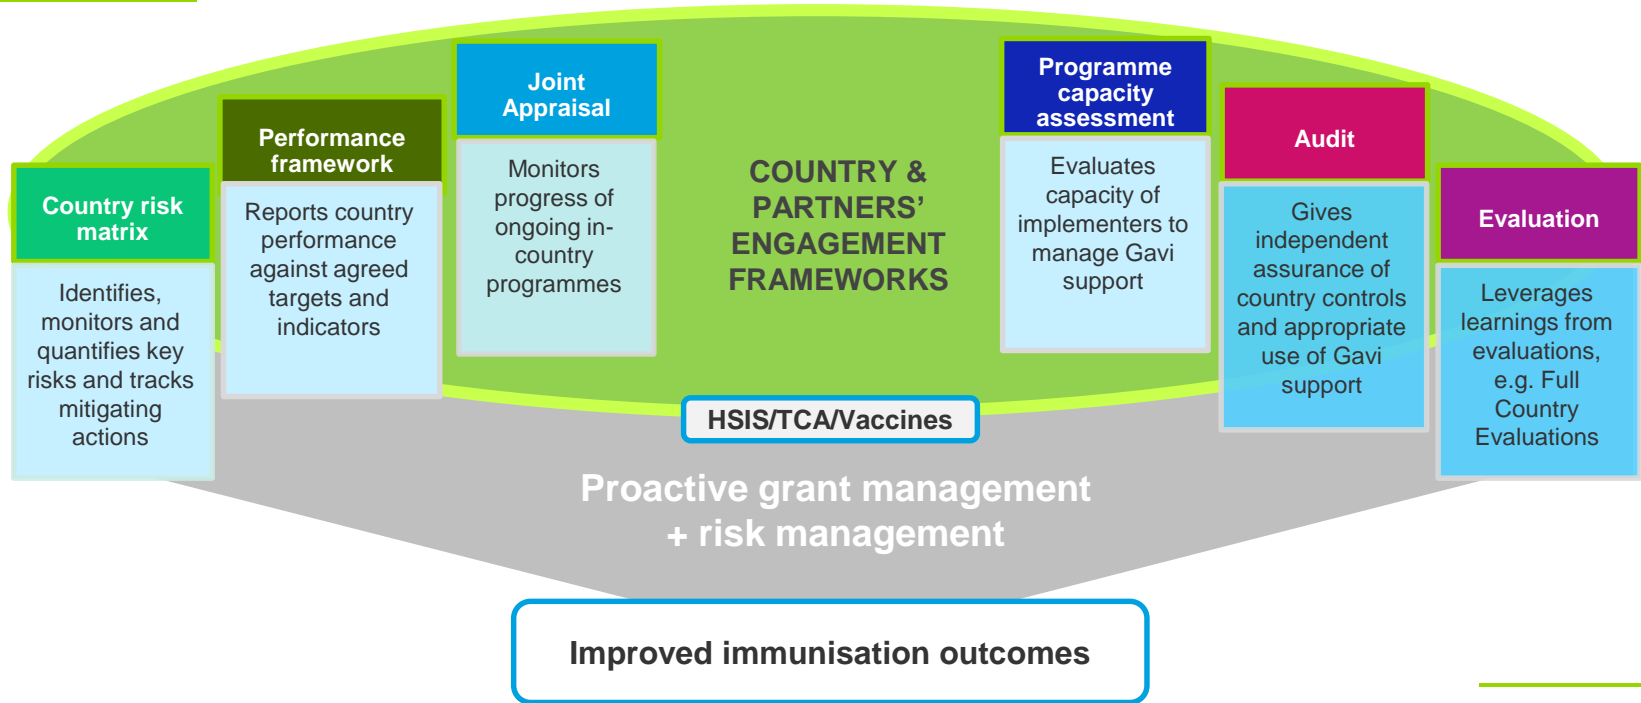 Country risk
matrix
Identifies,
monitors and
quantifies key
risks and tracks
mitigating
actions
Performance
framework
Reports country
performance
against agreed
targets and
indicators
Joint
Appraisal
Monitors
progress of
ongoing in-
country
programmes
COUNTRY &
PARTNERS’
ENGAGEMENT
FRAMEWORKS
Programme
capacity
assessment
Evaluates
capacity of
implementers to
manage Gavi
support
Audit
Gives
independent
assurance of
country controls
and appropriate
use of Gavi
support
Evaluation
Leverages
learnings from
evaluations,
e.g. Full
Country
Evaluations
HSIS/TCA/Vaccines
Proactive grant management
+ risk management
Improved immunisation outcomes